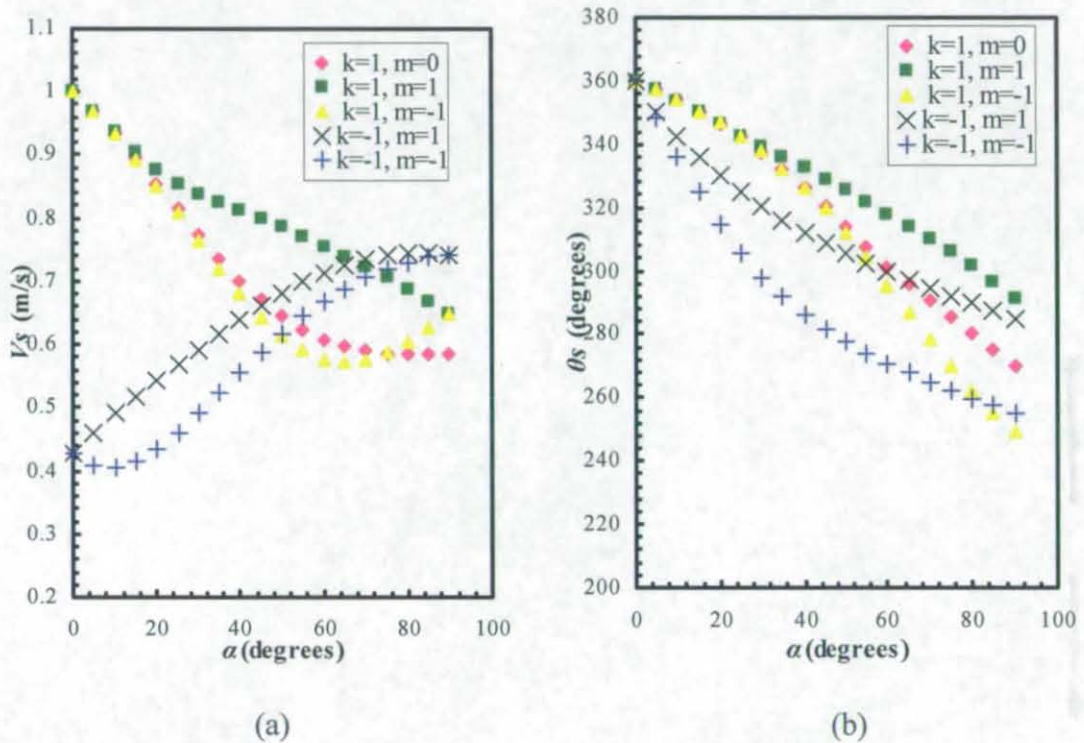 1.1
1
0.9
0.8
0.7
0.6
0.5
0.4
0.3
0.2
Vs (m/s)
0 20 40 60 80 100
α (degrees)
k=1, m=0
k=1, m=1
k=1, m=-1
k=-1, m=1
k=-1, m=-1
(a)
380
360
340
320
300
280
260
240
220
200
θs (degrees)
0 20 40 60 80 100
α (degrees)
k=1, m=0
k=1, m=1
k=1, m=-1
k=-1, m=1
k=-1, m=-1
(b)